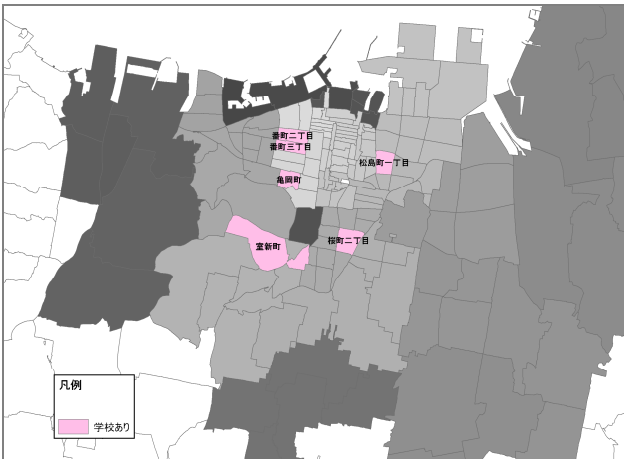 番町二丁目
番町三丁目
松島町一丁目
亀岡町
桜町二丁目
室新町
凡例
学校あり